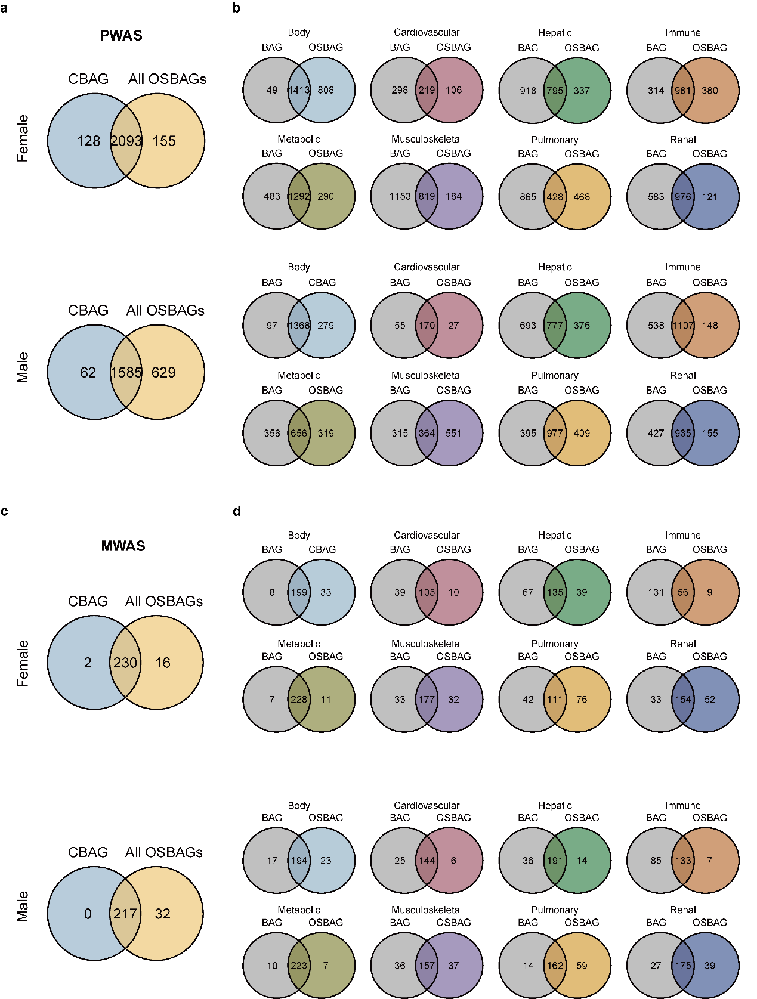 a
PWAS
CBAG All OSBAGs
Female
128 2093 155
CBAG All OSBAGs
Male
62 1585 629
b
Body Cardiovascular Hepatic Immune
BAG OSBAG BAG OSBAG BAG OSBAG BAG OSBAG
49 1413 808 298 219 106 918 795 337 314 981 380
Metabolic Musculoskeletal Pulmonary Renal
BAG OSBAG BAG OSBAG BAG OSBAG BAG OSBAG
483 1292 290 1153 819 184 865 428 468 583 976 121
Body Cardiovascular Hepatic Immune
BAG CBAG BAG OSBAG BAG OSBAG BAG OSBAG
97 1368 279 55 170 27 693 777 376 538 1107 148
Metabolic Musculoskeletal Pulmonary Renal
BAG OSBAG BAG OSBAG BAG OSBAG BAG OSBAG
358 656 319 315 364 551 395 977 409 427 935 155
c
MWAS
CBAG All OSBAGs
Female
2 230 16
CBAG All OSBAGs
Male
0 217 32
d
Body Cardiovascular Hepatic Immune
BAG CBAG BAG OSBAG BAG OSBAG BAG OSBAG
8 199 33 39 105 10 67 135 39 131 56 9
Metabolic Musculoskeletal Pulmonary Renal
BAG OSBAG BAG OSBAG BAG OSBAG BAG OSBAG
7 228 11 33 177 32 42 111 76 33 154 52
Body Cardiovascular Hepatic Immune
BAG OSBAG BAG OSBAG BAG OSBAG BAG OSBAG
17 194 23 25 144 6 36 191 14 85 133 7
Metabolic Musculoskeletal Pulmonary Renal
BAG OSBAG BAG OSBAG BAG OSBAG BAG OSBAG
10 223 7 36 157 37 14 162 59 27 175 39